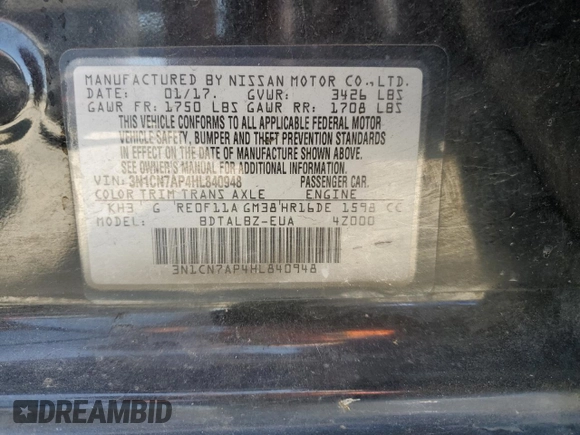 MANUFACTURED BY NISSAN MOTOR CO.,LTD.
DATE: 01/17. GVWR: 3426 LBS
GAWR FR: 1750 LBS GAWR RR: 1708 LBS
THIS VEHICLE CONFORMS TO ALL APPLICABLE FEDERAL MOTOR
VEHICLE SAFETY, BUMPER AND THEFT PREVENTION STANDARDS
IN EFFECT ON THE DATE OF MANUFACTURE SHOWN ABOVE.
SEE OWNER'S MANUAL FOR ADDITIONAL INFORMATION.
VIN: 3N1CN7AP4HL840948 PASSENGER CAR.
COLOR TRIM TRANS AXLE ENGINE
KH3 G RE0F11A GM38 HR16DE 1598 CC
MODEL: BDTALBZ-EUA 4Z000
3N1CN7AP4HL840948
DREAMBID